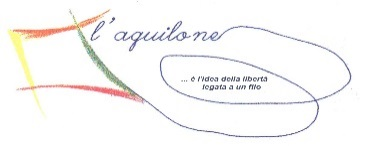 l'aquilone
... è l'idea della libertà
legata a un filo